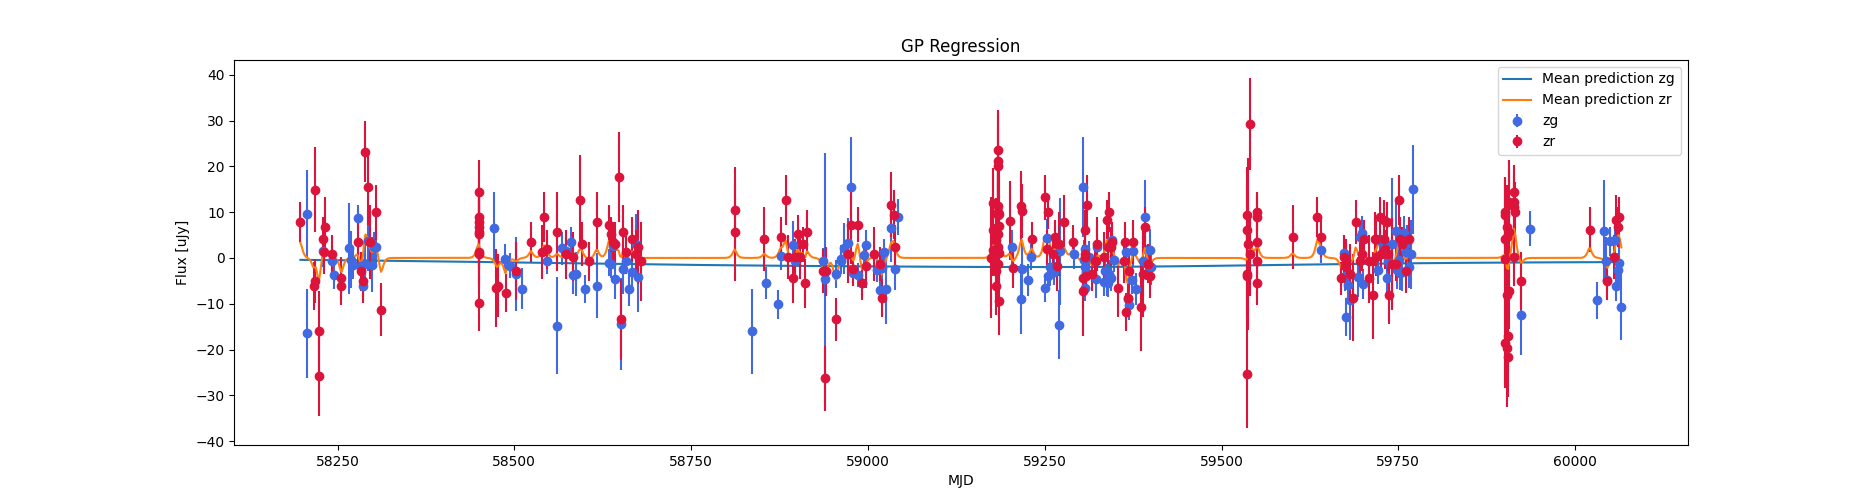 GP Regression
Flux [uJy]
40
30
20
10
0
−10
−20
−30
−40
58250
58500
58750
59000
59250
59500
59750
60000
MJD
Mean prediction zg
Mean prediction zr
zg
zr